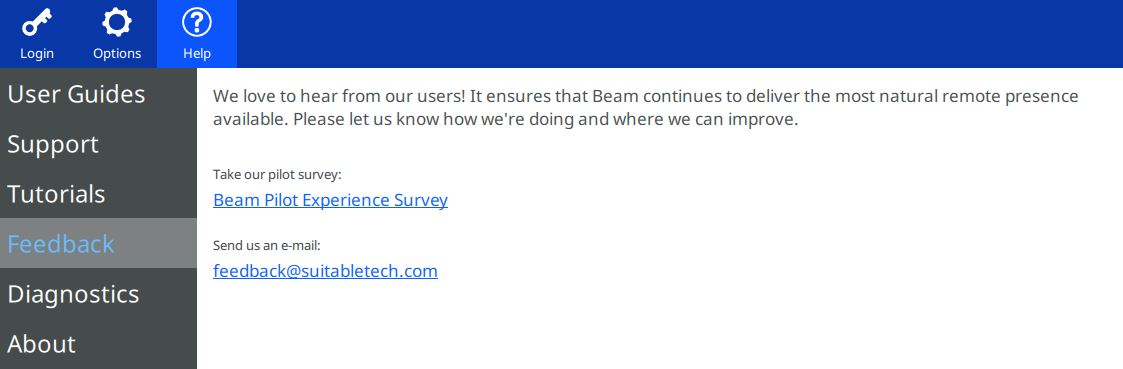 Login
Options
Help
User Guides
Support
Tutorials
Feedback
Diagnostics
About
We love to hear from our users! It ensures that Beam continues to deliver the most natural remote presence
available. Please let us know how we're doing and where we can improve.
Take our pilot survey:
Beam Pilot Experience Survey
Send us an e-mail:
feedback@suitabletech.com